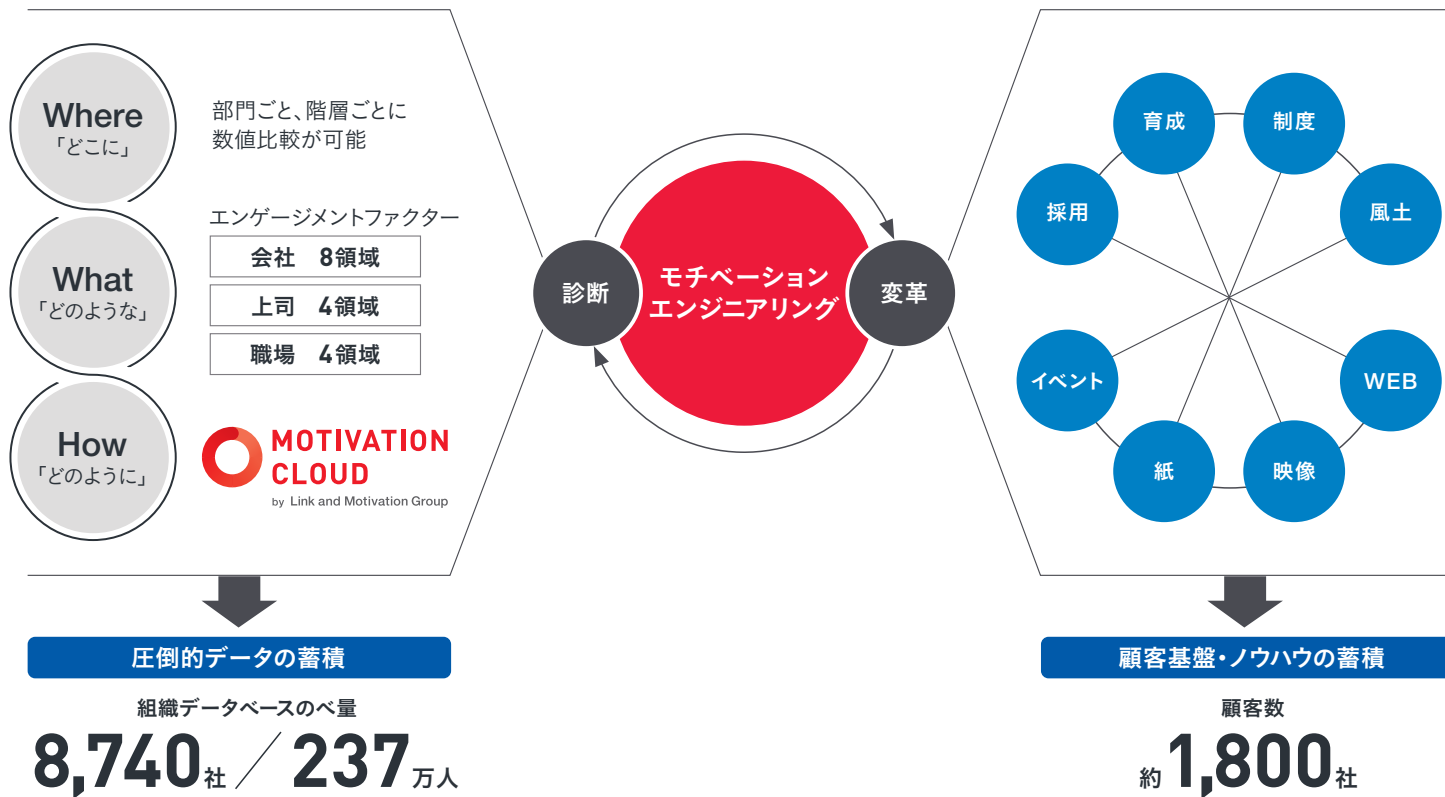 Where
「どこに」
部門ごと、階層ごとに
数値比較が可能
What
「どのような」
エンゲージメントファクター
会社 8領域
上司 4領域
職場 4領域
How
「どのように」
MOTIVATION
CLOUD
by Link and Motivation Group
診断
モチベーション
エンジニアリング
変革
育成
制度
採用
風土
イベント
WEB
紙
映像
圧倒的データの蓄積
組織データベースのべ量
8,740社／237万人
顧客基盤・ノウハウの蓄積
顧客数
約1,800社